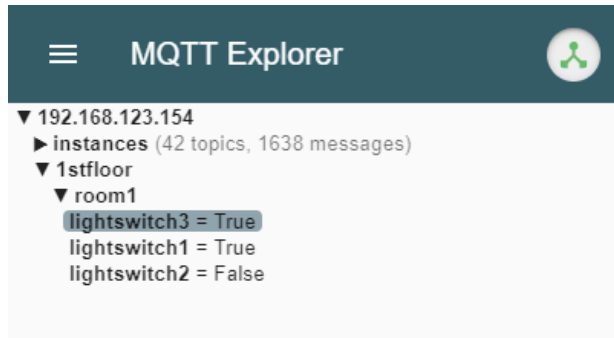 MQTT Explorer
▼ 192.168.123.154
▶ instances (42 topics, 1638 messages)
▼ 1stfloor
▼ room1
lightswitch3 = True
lightswitch1 = True
lightswitch2 = False